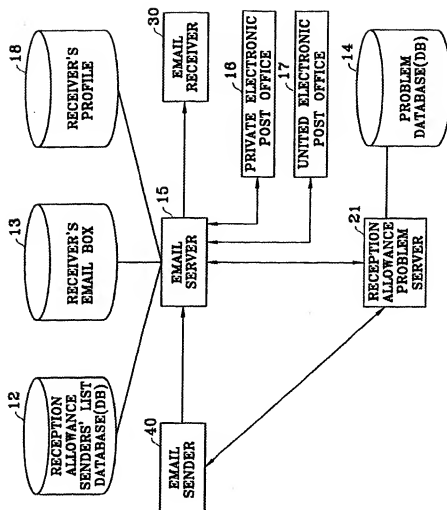 12
RECEPTION
ALLOWANCE
SENDERS' LIST
DATABASE(DB)
13
RECEIVER'S
EMAIL BOX
18
RECEIVER'S
PROFILE
40
EMAIL
SENDER
15
EMAIL
SERVER
30
EMAIL
RECEIVER
16
PRIVATE ELECTRONIC
POST OFFICE
17
UNITED ELECTRONIC
POST OFFICE
21
RECEPTION
ALLOWANCE
PROBLEM
SERVER
14
PROBLEM
DATABASE(DB)